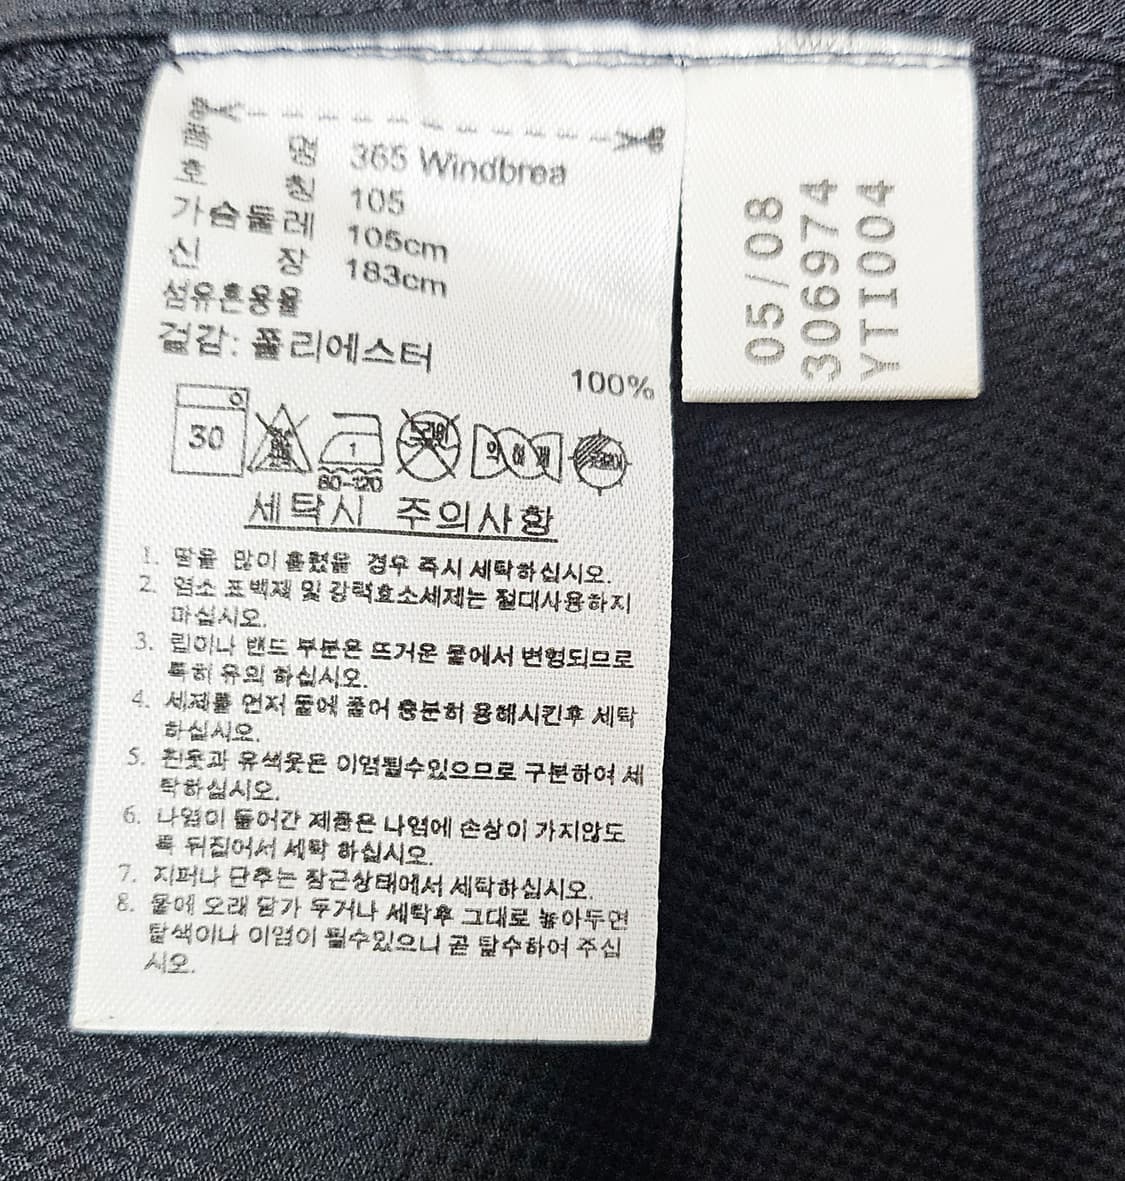 품 명 365 Windbrea
호 칭 105
가슴둘레 105cm
신 장 183cm
섬유혼용율
겉감: 폴리에스터
100%
30
1
80-120
세탁시 주의사항
1. 땀을 많이 흘렸을 경우 즉시 세탁하십시오.
2. 염소 표백제 및 강력효소세제는 절대사용하지
마십시오.
3. 립이나 밴드 부분은 뜨거운 물에서 변형되므로
특히 유의 하십시오.
4. 세제를 먼저 물에 풀어 충분히 용해시킨후 세탁
하십시오.
5. 흰옷과 유색옷은 이염될수있으므로 구분하여 세
탁하십시오.
6. 나염이 들어간 제품은 나염에 손상이 가지않도
록 뒤집어서 세탁 하십시오.
7. 지퍼나 단추는 잠근상태에서 세탁하십시오.
8. 물에 오래 담가 두거나 세탁후 그대로 놓아두면
탈색이나 이염이 될수있으니 곧 탈수하여 주십
시오.
05/08
306974
YTI004